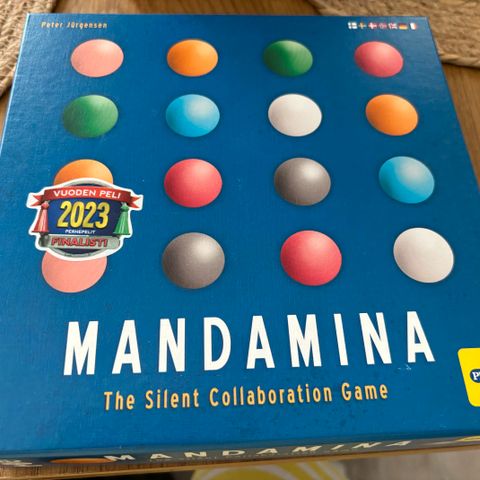 Peter Jürgensen
VUODEN PELI
2023
PERHEPELIT
FINALISTI
MANDAMINA
The Silent Collaboration Game
MANDAMINA